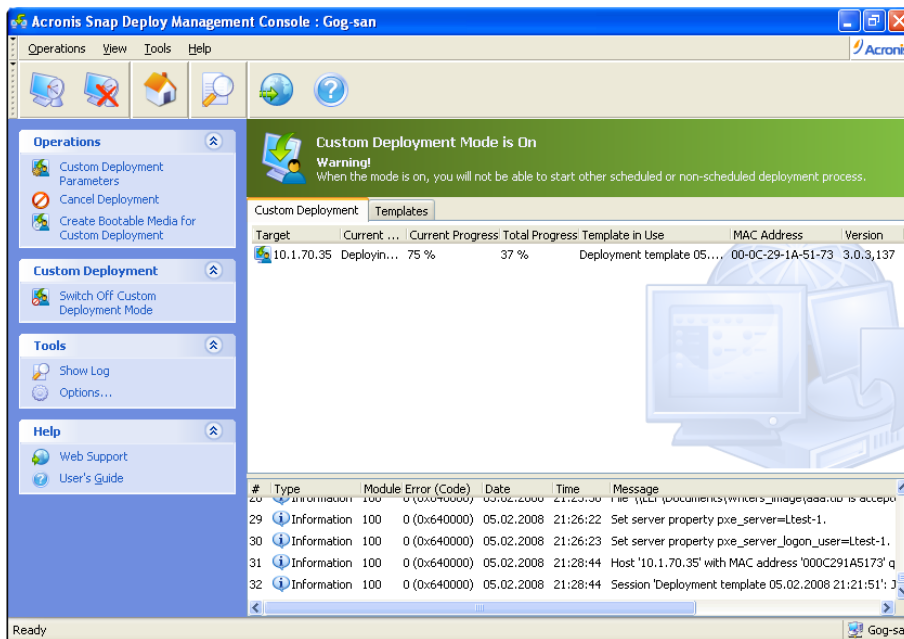 Acronis Snap Deploy Management Console : Gog-san
Operations View Tools Help
Acronis
Operations
Custom Deployment
Parameters
Cancel Deployment
Create Bootable Media for
Custom Deployment
Custom Deployment
Switch Off Custom
Deployment Mode
Tools
Show Log
Options...
Help
Web Support
User's Guide
Custom Deployment Mode is On
Warning!
When the mode is on, you will not be able to start other scheduled or non-scheduled deployment process.
Custom Deployment Templates
Target Current ... Current Progress Total Progress Template in Use MAC Address Version
10.1.70.35 Deployin... 75 % 37 % Deployment template 05.... 00-0C-29-1A-51-73 3.0.3,137
# Type Module Error (Code) Date Time Message
28 Information 100 0 (0x640000) 05.02.2008
29 Information 100 0 (0x640000) 05.02.2008 21:26:22 Set server property pxe_server=Ltest-1.
30 Information 100 0 (0x640000) 05.02.2008 21:26:23 Set server property pxe_server_logon_user=Ltest-1.
31 Information 100 0 (0x640000) 05.02.2008 21:28:44 Host '10.1.70.35' with MAC address '000C291A5173' q
32 Information 100 0 (0x640000) 05.02.2008 21:28:44 Session 'Deployment template 05.02.2008 21:21:51': J
Ready Gog-sa